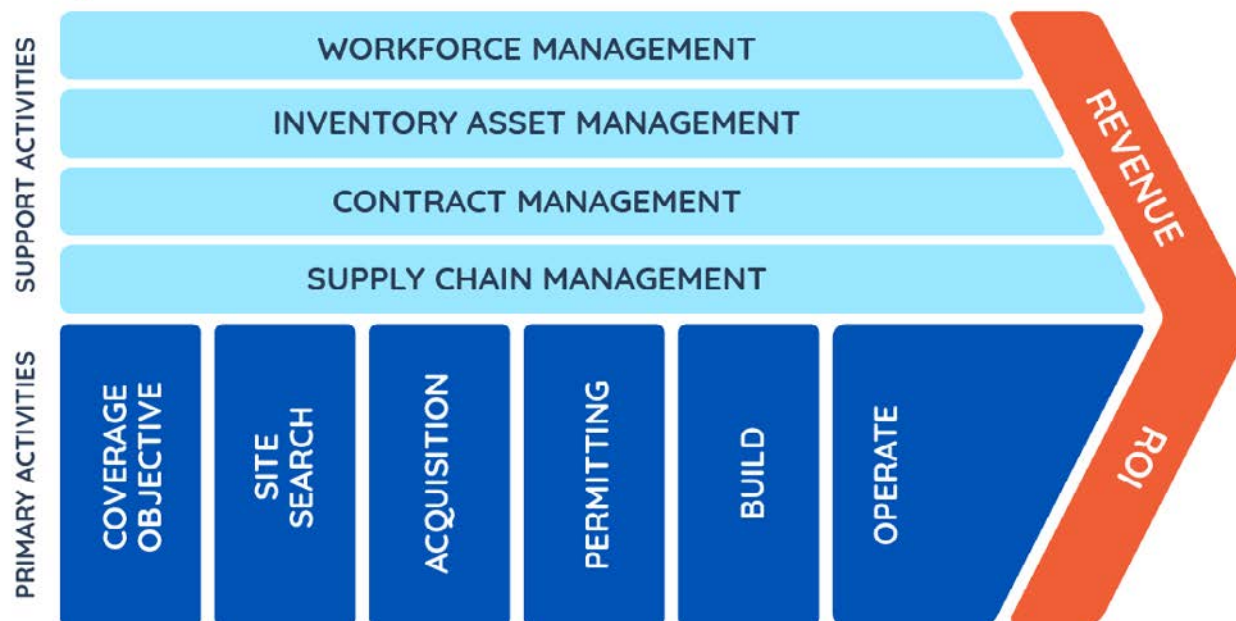 SUPPORT ACTIVITIES
WORKFORCE MANAGEMENT
INVENTORY ASSET MANAGEMENT
CONTRACT MANAGEMENT
SUPPLY CHAIN MANAGEMENT
PRIMARY ACTIVITIES
COVERAGE
OBJECTIVE
SITE
SEARCH
ACQUISITION
PERMITTING
BUILD
OPERATE
REVENUE
ROI